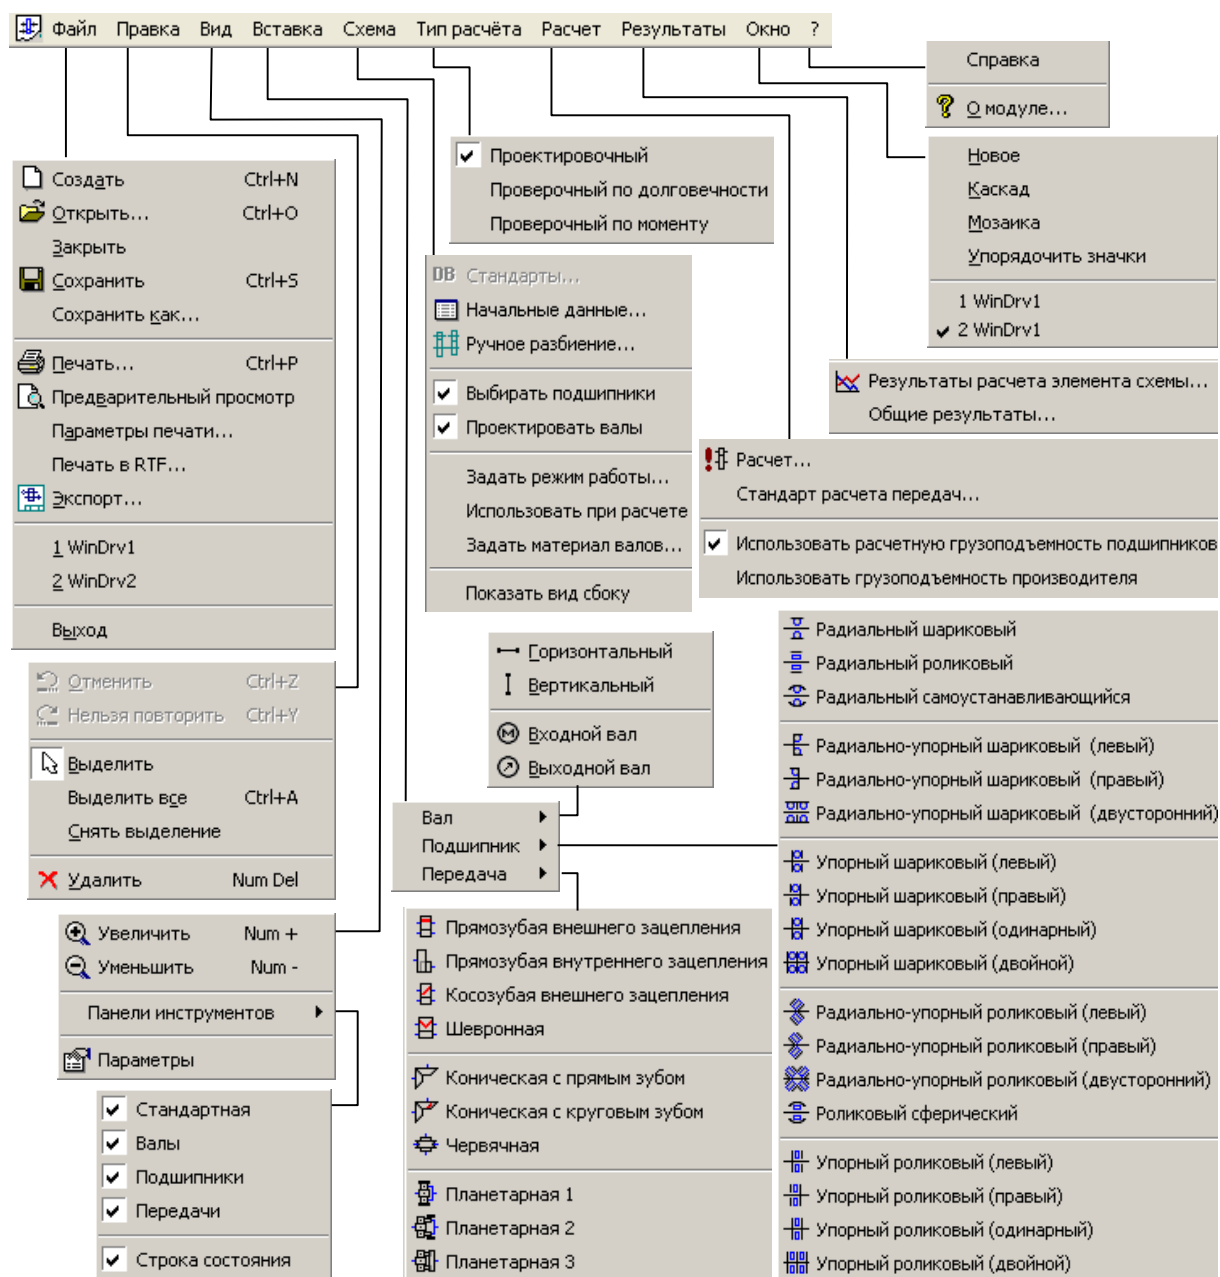 Файл Правка Вид Вставка Схема Тип расчёта Расчет Результаты Окно ?
Справка
О модуле...
Создать Ctrl+N
Открыть... Ctrl+O
Закрыть
Сохранить Ctrl+S
Сохранить как...
Печать... Ctrl+P
Предварительный просмотр
Параметры печати...
Печать в RTF...
Экспорт...
1 WinDrv1
2 WinDrv2
Выход
Проектировочный
Проверочный по долговечности
Проверочный по моменту
Новое
Каскад
Мозаика
Упорядочить значки
1 WinDrv1
2 WinDrv1
DB Стандарты...
Начальные данные...
Ручное разбиение...
Выбирать подшипники
Проектировать валы
Задать режим работы...
Использовать при расчете
Задать материал валов...
Показать вид сбоку
Результаты расчета элемента схемы...
Общие результаты...
Расчет...
Стандарт расчета передач...
Использовать расчетную грузоподъемность подшипников
Использовать грузоподъемность производителя
Отменить Ctrl+Z
Нельзя повторить Ctrl+Y
Выделить
Выделить все Ctrl+A
Снять выделение
Удалить Num Del
Горизонтальный
Вертикальный
Входной вал
Выходной вал
Вал
Подшипник
Передача
Радиальный шариковый
Радиальный роликовый
Радиальный самоустанавливающийся
Радиально-упорный шариковый (левый)
Радиально-упорный шариковый (правый)
Радиально-упорный шариковый (двусторонний)
Упорный шариковый (левый)
Упорный шариковый (правый)
Упорный шариковый (одинарный)
Упорный шариковый (двойной)
Радиально-упорный роликовый (левый)
Радиально-упорный роликовый (правый)
Радиально-упорный роликовый (двусторонний)
Роликовый сферический
Упорный роликовый (левый)
Упорный роликовый (правый)
Упорный роликовый (одинарный)
Упорный роликовый (двойной)
Увеличить Num +
Уменьшить Num -
Панели инструментов
Параметры
Стандартная
Валы
Подшипники
Передачи
Строка состояния
Прямозубая внешнего зацепления
Прямозубая внутреннего зацепления
Косозубая внешнего зацепления
Шевронная
Коническая с прямым зубом
Коническая с круговым зубом
Червячная
Планетарная 1
Планетарная 2
Планетарная 3